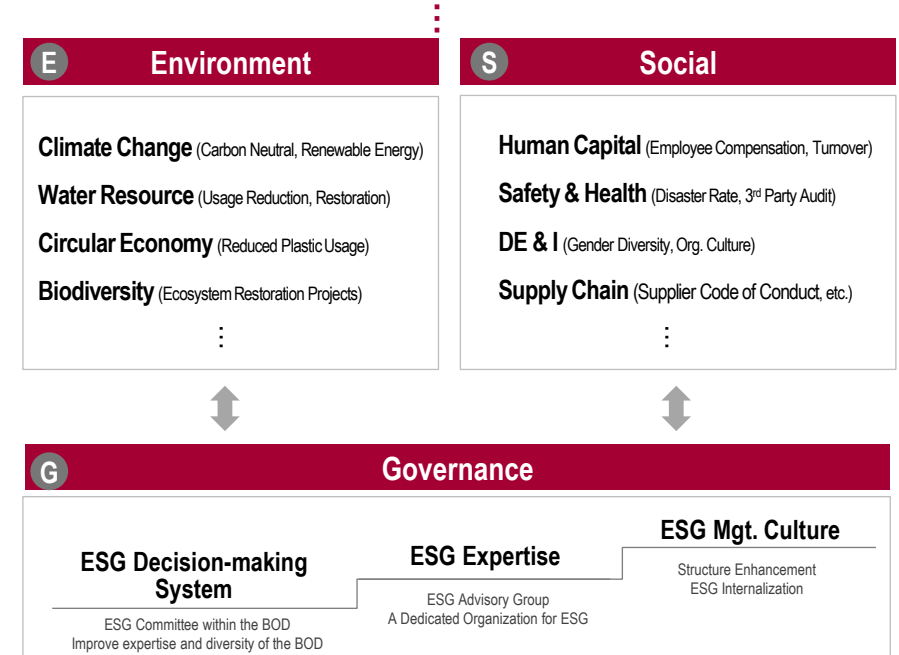 E Environment
Climate Change (Carbon Neutral, Renewable Energy)
Water Resource (Usage Reduction, Restoration)
Circular Economy (Reduced Plastic Usage)
Biodiversity (Ecosystem Restoration Projects)
⋮
S Social
Human Capital (Employee Compensation, Turnover)
Safety & Health (Disaster Rate, 3rd Party Audit)
DE & I (Gender Diversity, Org. Culture)
Supply Chain (Supplier Code of Conduct, etc.)
⋮
G Governance
ESG Decision-making
System
ESG Committee within the BOD
Improve expertise and diversity of the BOD
ESG Expertise
ESG Advisory Group
A Dedicated Organization for ESG
ESG Mgt. Culture
Structure Enhancement
ESG Internalization